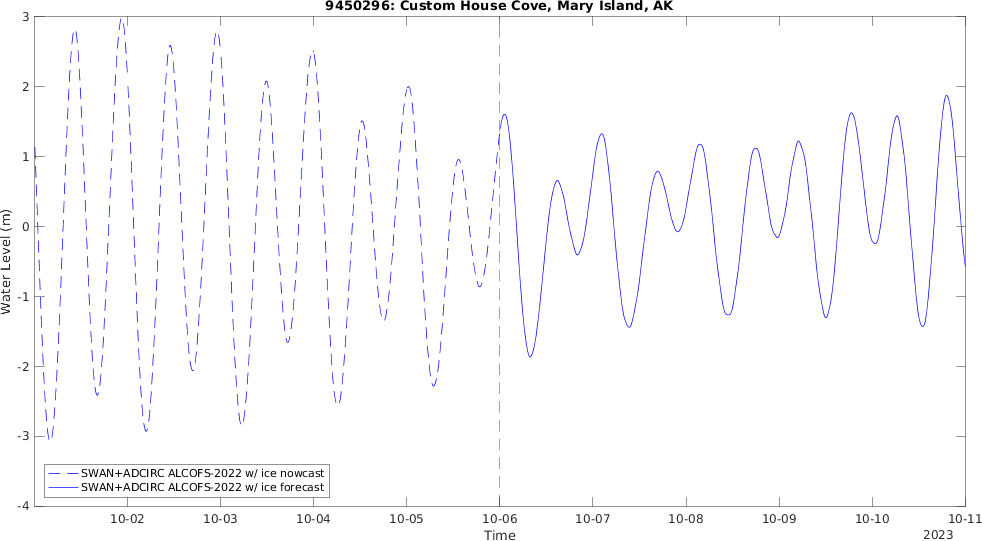 9450296: Custom House Cove, Mary Island, AK
3
2
1
0
-1
-2
-3
-4
Water Level (m)
SWAN+ADCIRC ALCOFS-2022 w/ ice nowcast
SWAN+ADCIRC ALCOFS-2022 w/ ice forecast
10-02 10-03 10-04 10-05 10-06 10-07 10-08 10-09 10-10 10-11
Time
2023